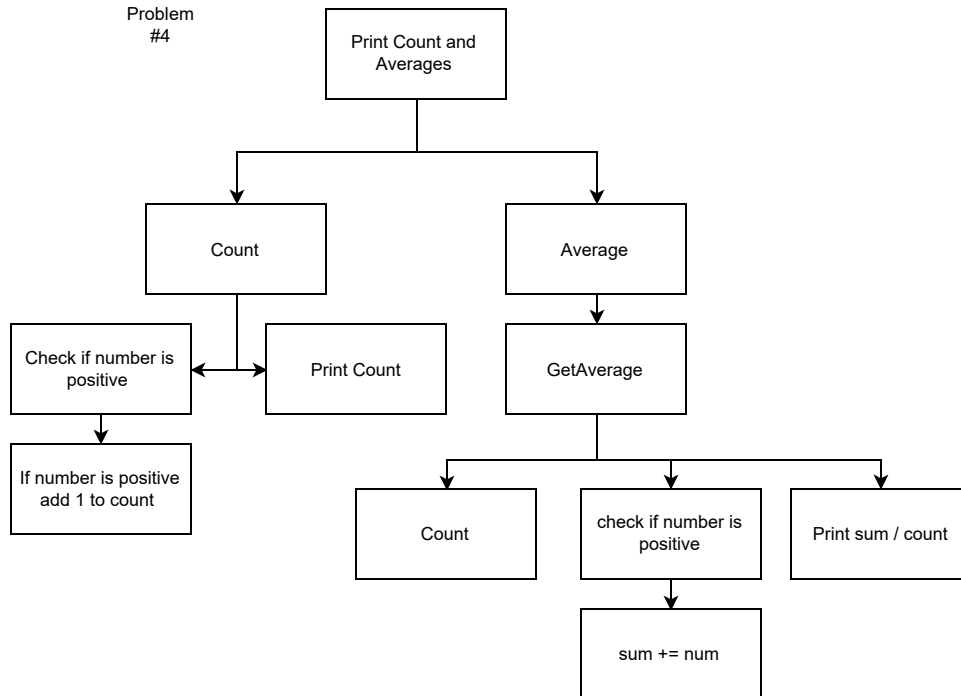 Problem
#4
Print Count and
Averages
Count
Average
Check if number is
positive
Print Count
GetAverage
If number is positive
add 1 to count
Count
check if number is
positive
Print sum / count
sum += num